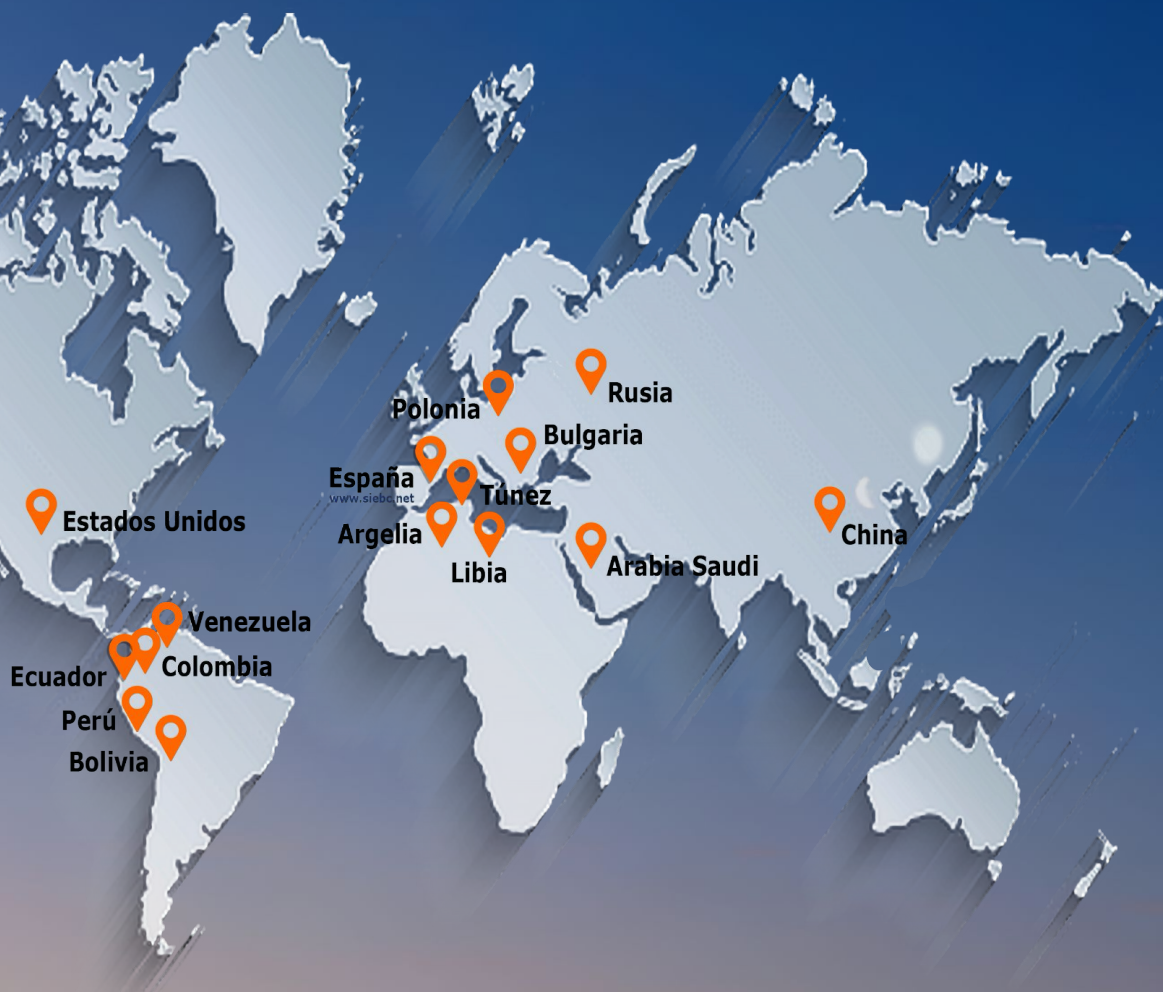 Rusia
Polonia
Bulgaria
España
www.siebc.net
Túnez
Estados Unidos
Argelia
China
Libia
Arabia Saudi
Venezuela
Colombia
Ecuador
Perú
Bolivia